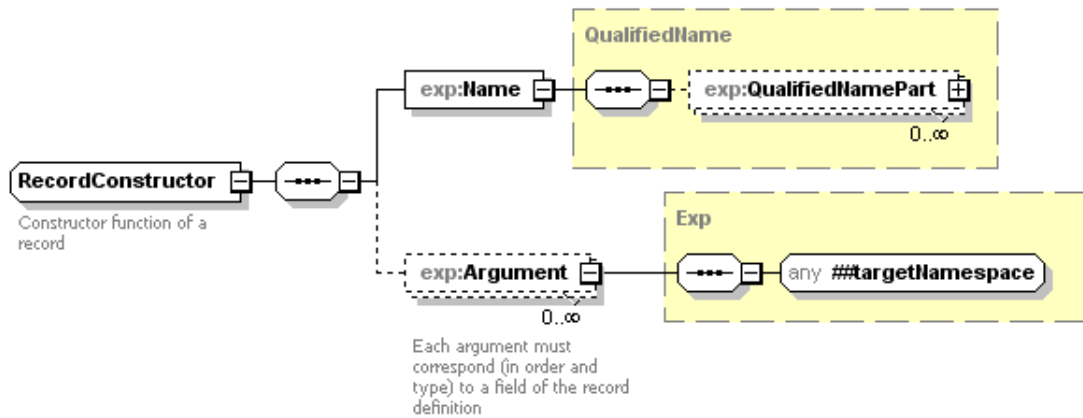 QualifiedName
exp:Name
exp:QualifiedNamePart
0..∞
RecordConstructor
Constructor function of a
record
Exp
exp:Argument
any ##targetNamespace
0..∞
Each argument must
correspond (in order and
type) to a field of the record
definition